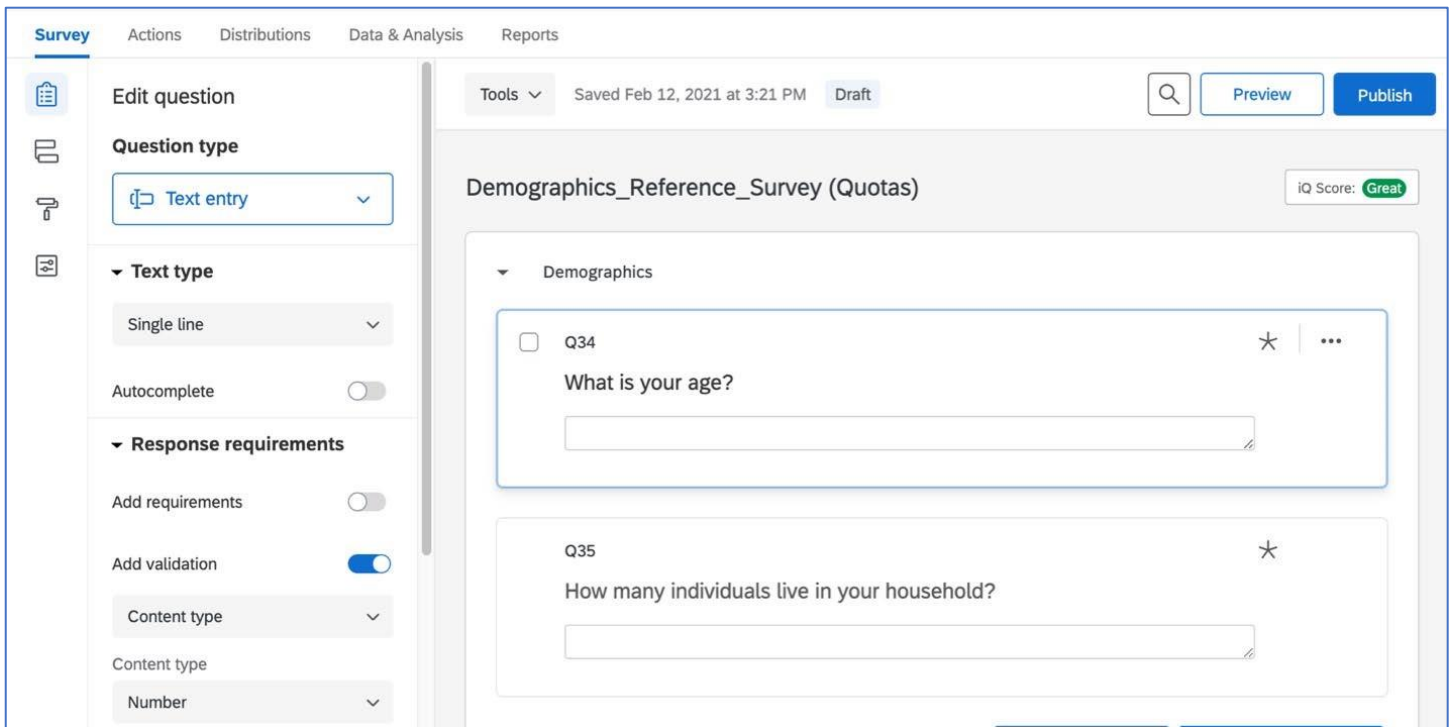 Survey Actions Distributions Data & Analysis Reports
Edit question
Question type
Text entry
Text type
Single line
Autocomplete
Response requirements
Add requirements
Add validation
Content type
Content type
Number
Tools Saved Feb 12, 2021 at 3:21 PM Draft Preview Publish
Demographics_Reference_Survey (Quotas) iQ Score: Great
Demographics
Q34
What is your age?
Q35
How many individuals live in your household?